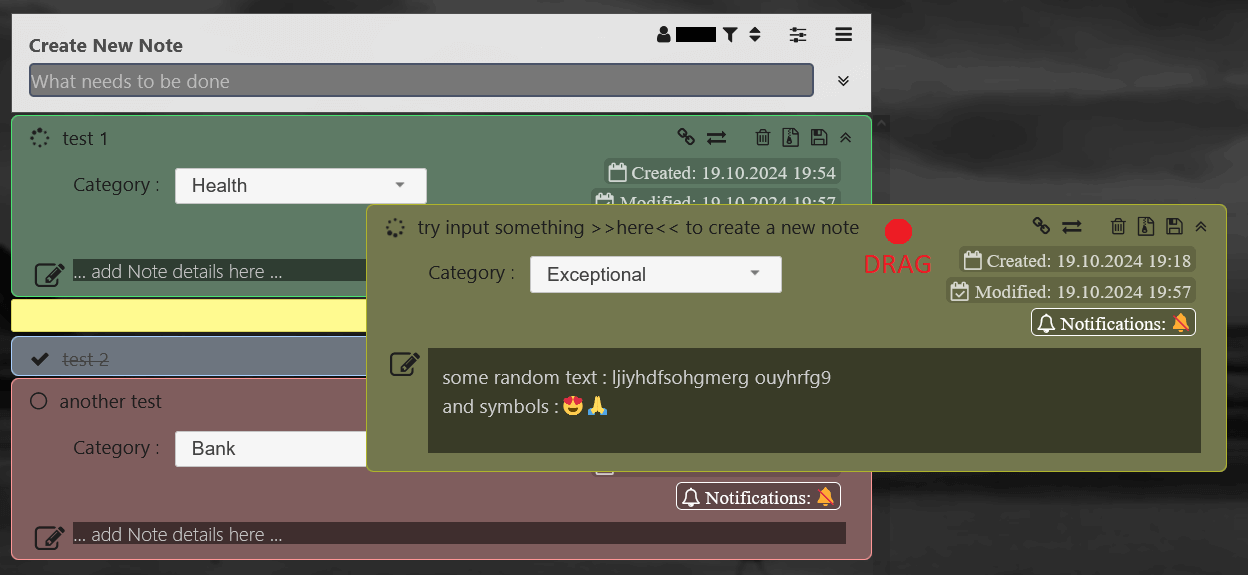 Create New Note
What needs to be done
test 1
Category :
Health
Created: 19.10.2024 19:54
Modified: 19.10.2024 19:57
... add Note details here ...
try input something >>here<< to create a new note
DRAG
Category :
Exceptional
Created: 19.10.2024 19:18
Modified: 19.10.2024 19:57
Notifications: 🔕
some random text : ljiyhdfsohgmerg ouyhrfg9
and symbols : 😍🙏
test 2
another test
Category :
Bank
Notifications: 🔕
... add Note details here ...